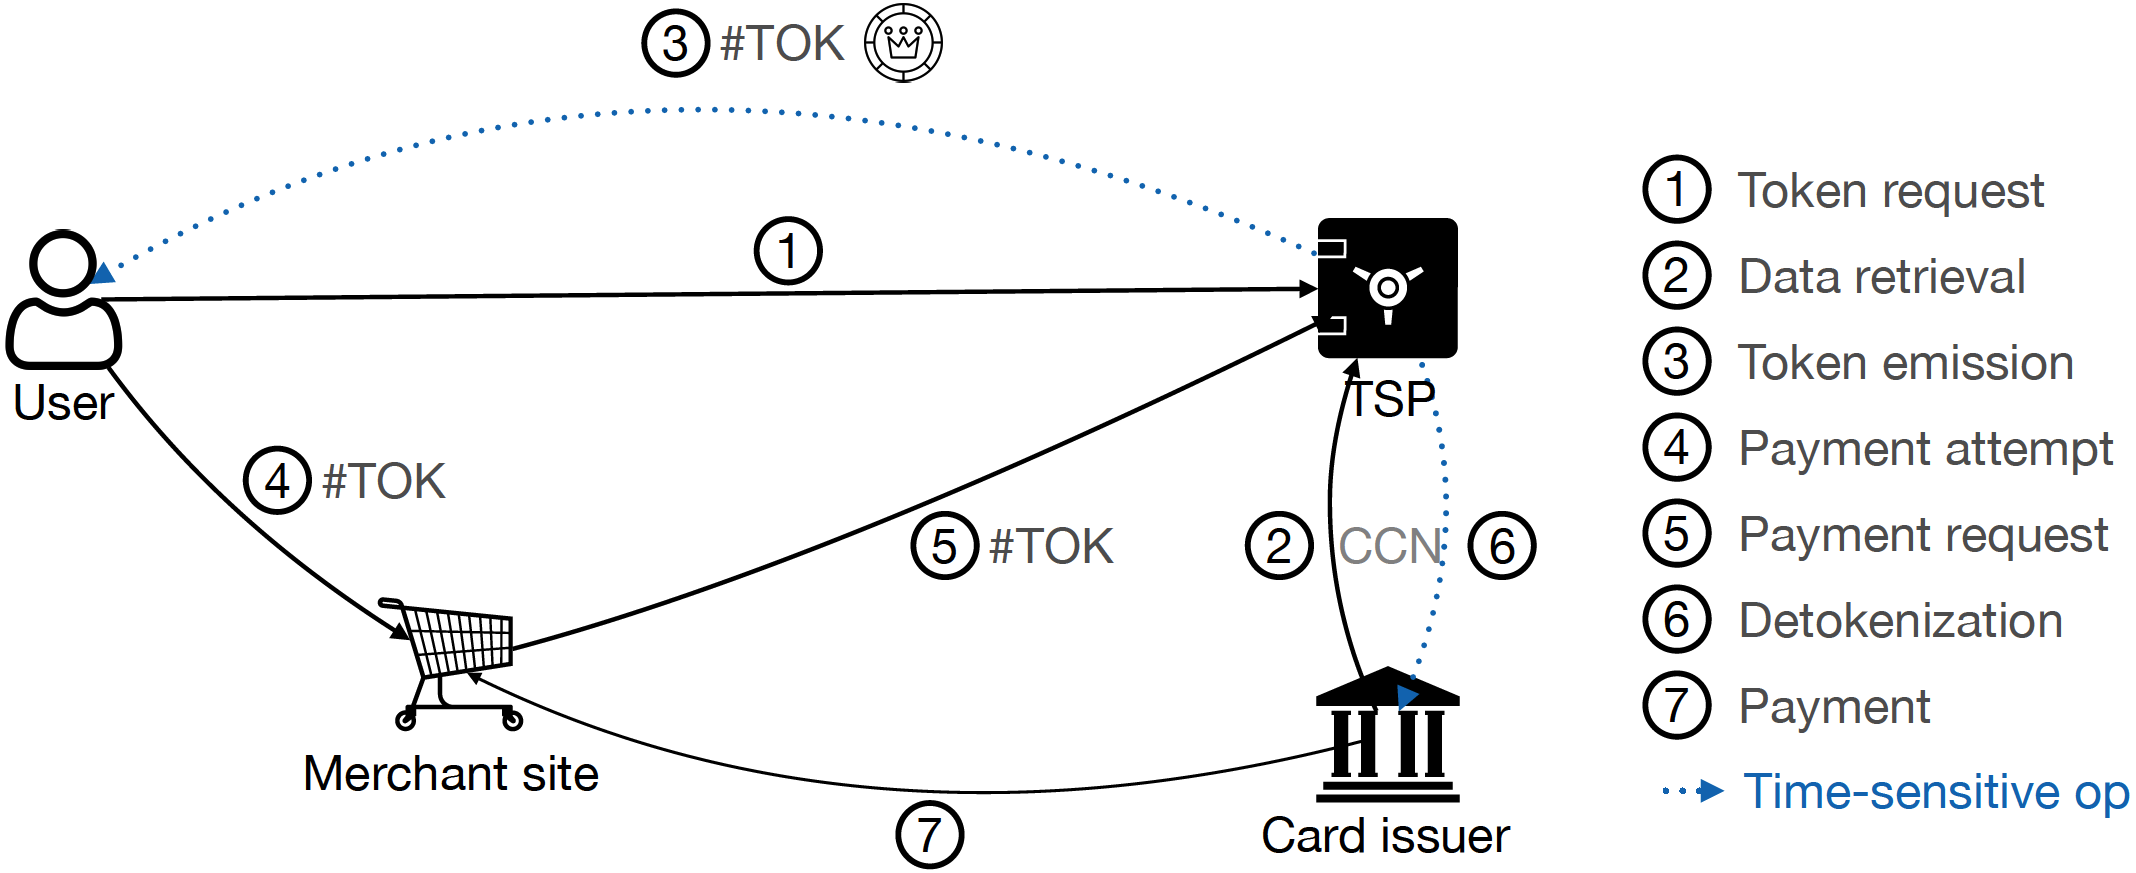 3 #TOK
1
User
TSP
4 #TOK
5 #TOK
2 CCN 6
Merchant site
7
Card issuer
1 Token request
2 Data retrieval
3 Token emission
4 Payment attempt
5 Payment request
6 Detokenization
7 Payment
Time-sensitive op